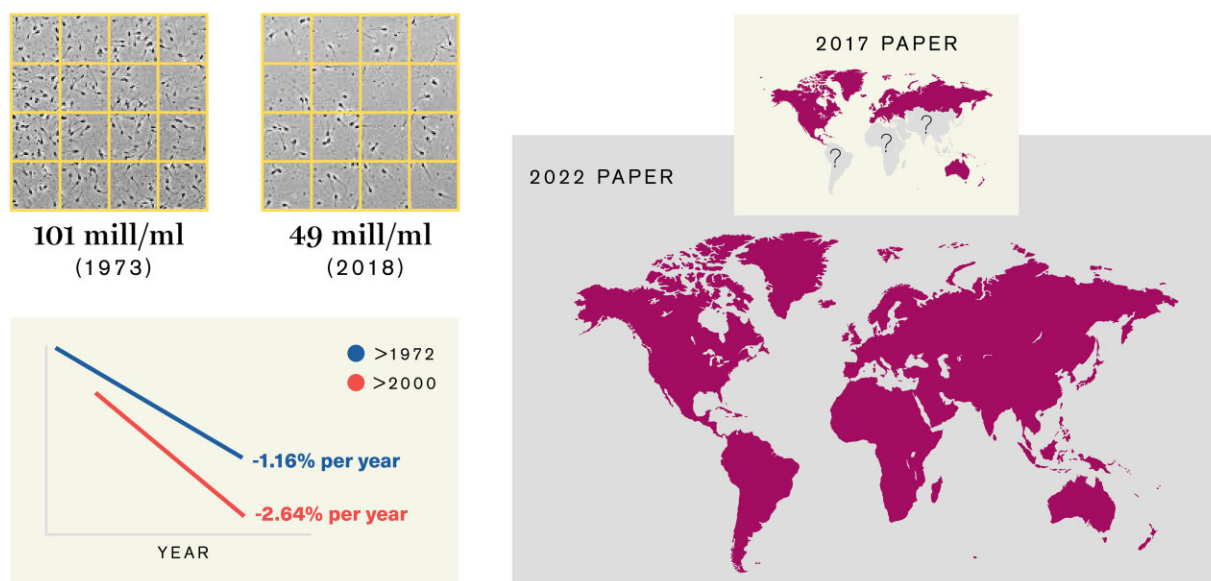 101 mill/ml
(1973)
49 mill/ml
(2018)
>1972
>2000
-1.16% per year
-2.64% per year
YEAR
2017 PAPER
?
?
?
2022 PAPER